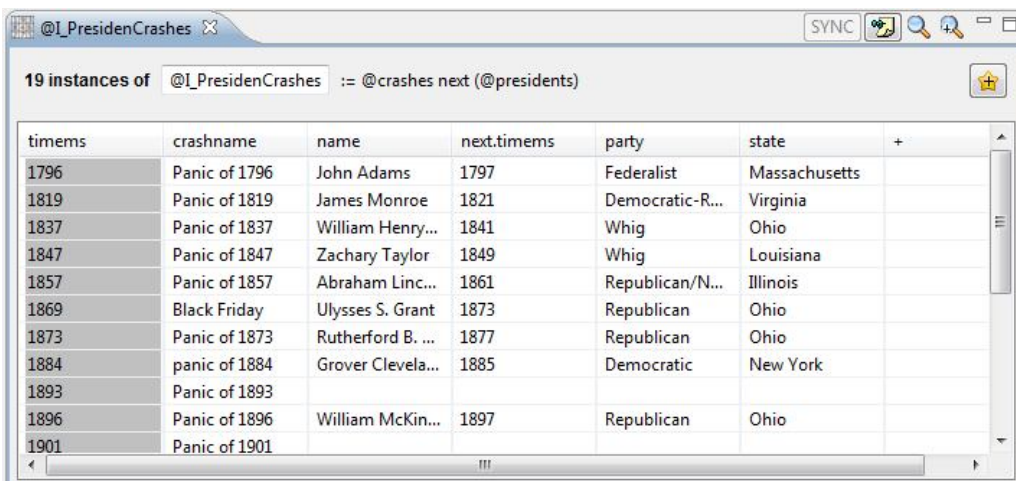 @I_PresidenCrashes
SYNC
19 instances of @I_PresidenCrashes := @crashes next (@presidents)
timems crashname name next.timems party state +
1796 Panic of 1796 John Adams 1797 Federalist Massachusetts
1819 Panic of 1819 James Monroe 1821 Democratic-R... Virginia
1837 Panic of 1837 William Henry... 1841 Whig Ohio
1847 Panic of 1847 Zachary Taylor 1849 Whig Louisiana
1857 Panic of 1857 Abraham Linc... 1861 Republican/N... Illinois
1869 Black Friday Ulysses S. Grant 1873 Republican Ohio
1873 Panic of 1873 Rutherford B. ... 1877 Republican Ohio
1884 panic of 1884 Grover Clevela... 1885 Democratic New York
1893 Panic of 1893
1896 Panic of 1896 William McKin... 1897 Republican Ohio
1901 Panic of 1901